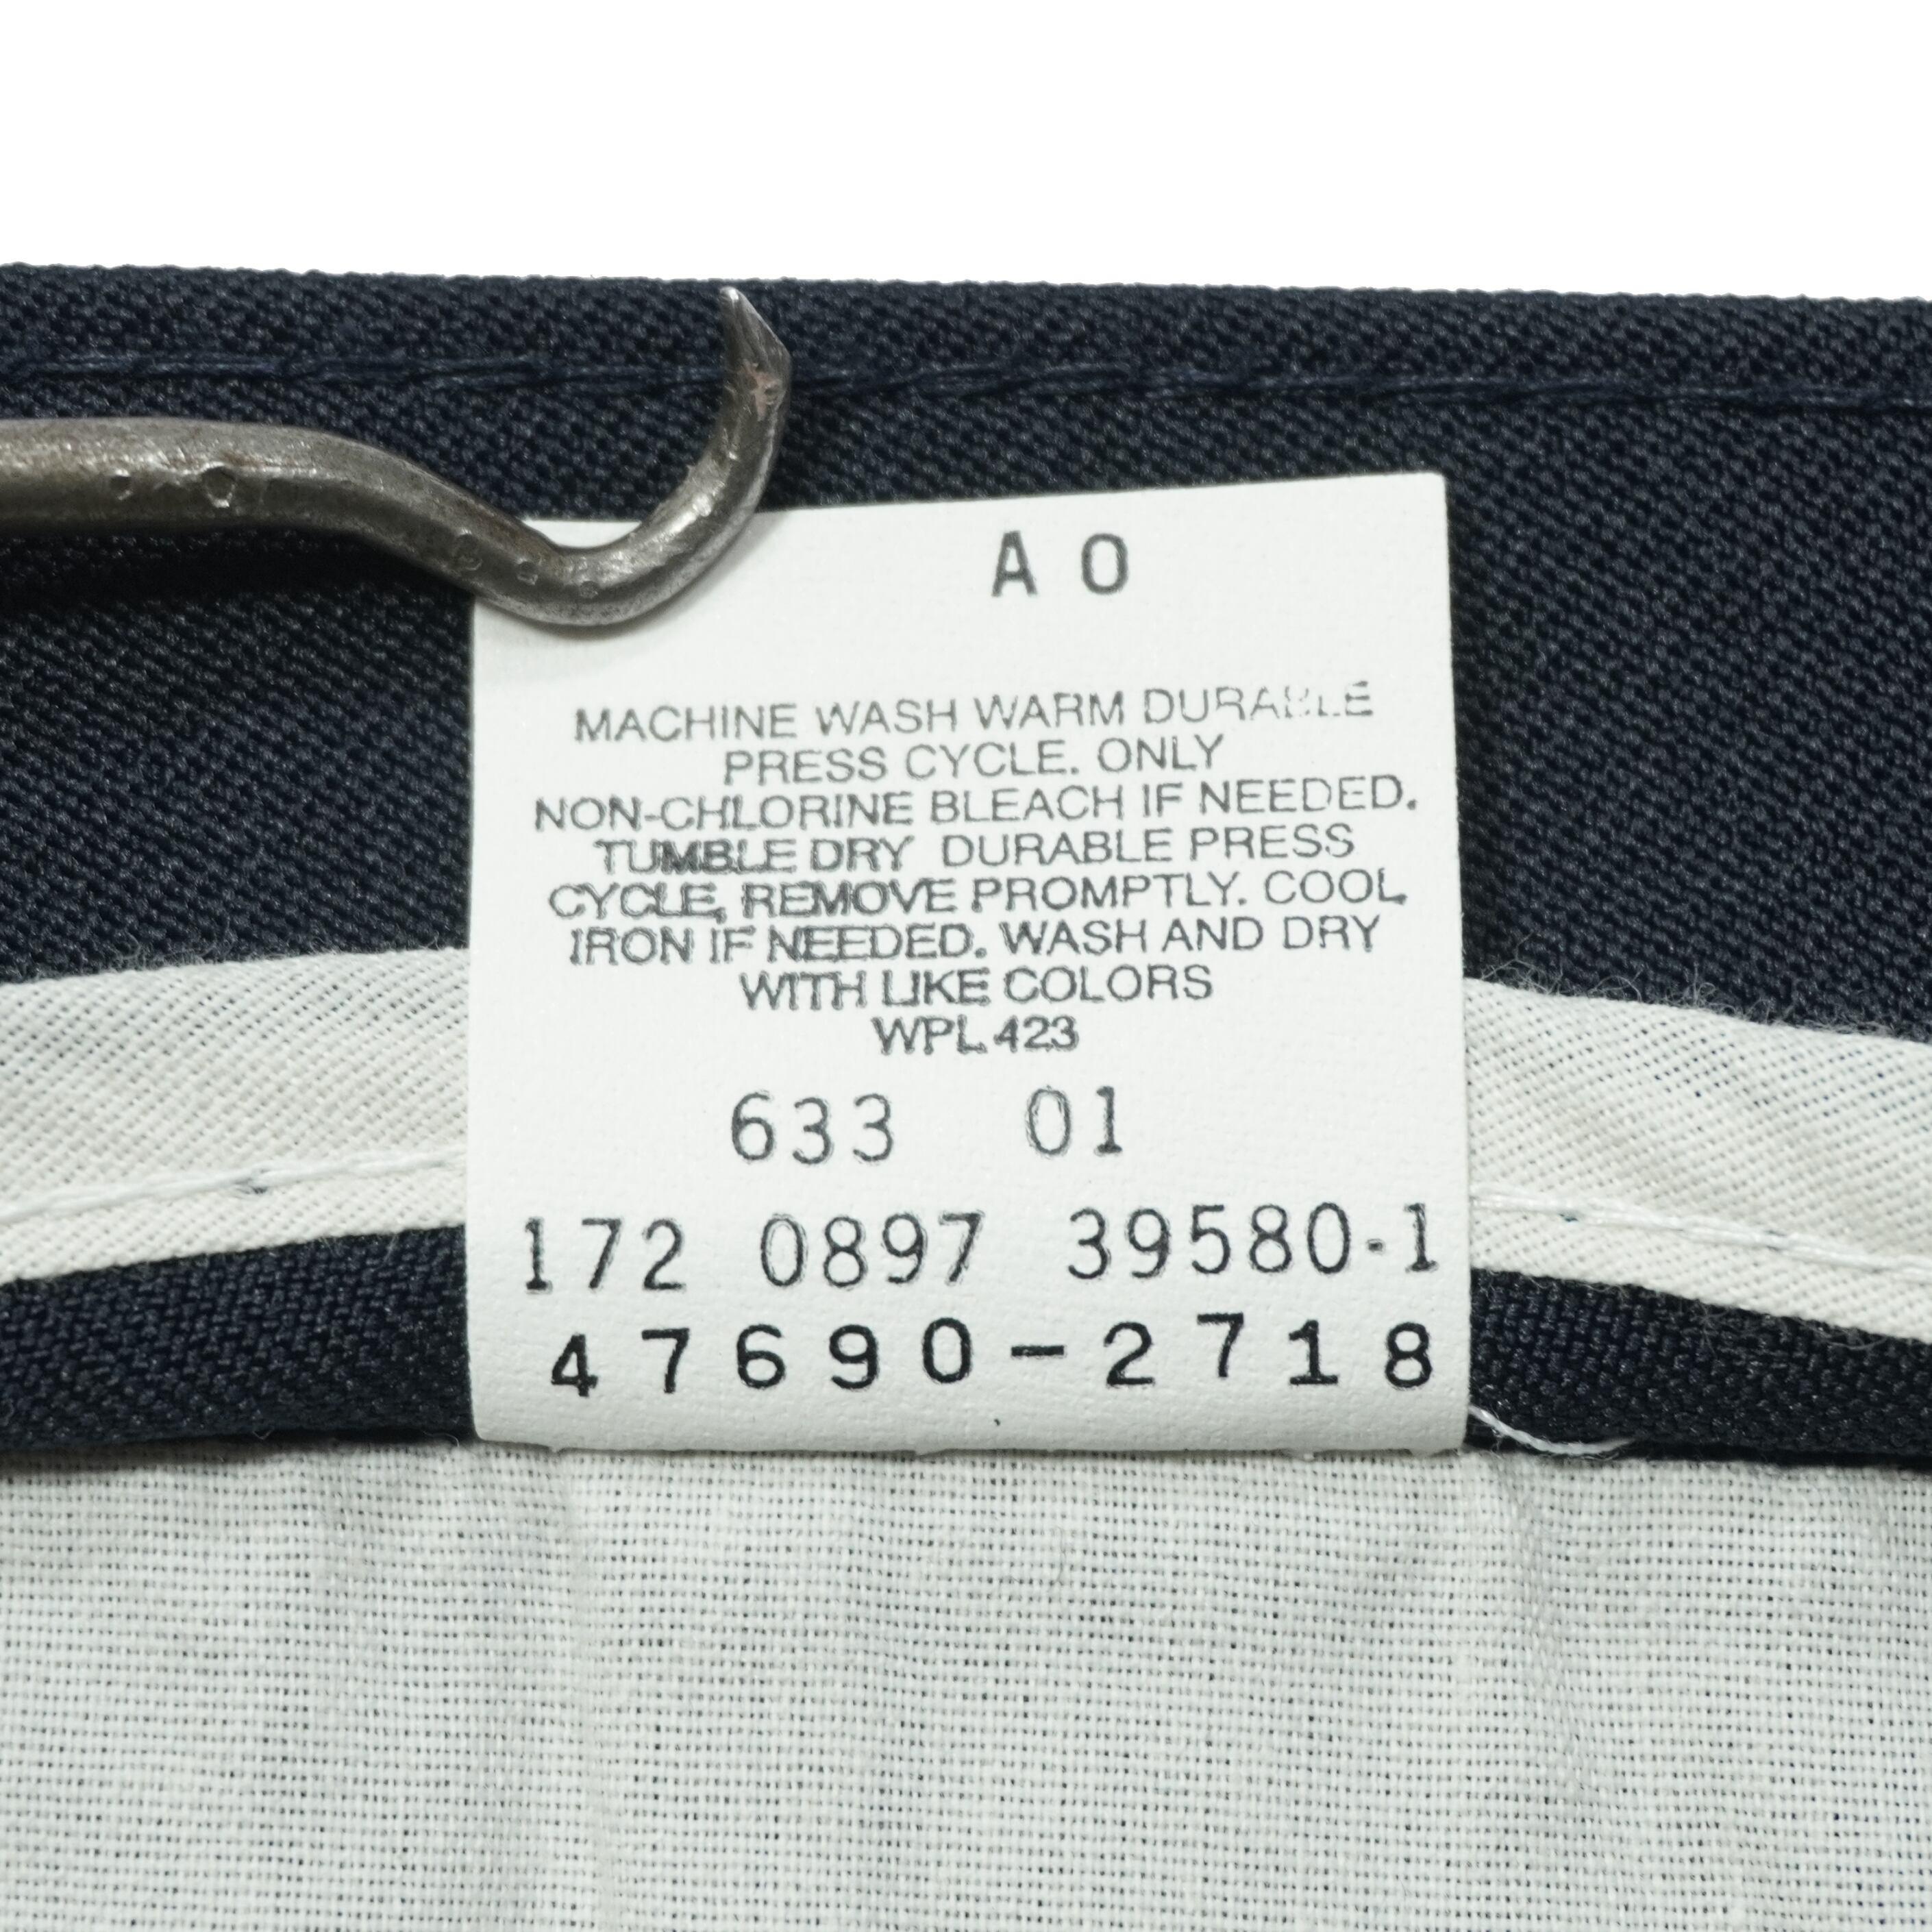 A O
MACHINE WASH WARM DURABLE
PRESS CYCLE. ONLY
NON-CHLORINE BLEACH IF NEEDED.
TUMBLE DRY DURABLE PRESS
CYCLE, REMOVE PROMPTLY. COOL
IRON IF NEEDED. WASH AND DRY
WITH LIKE COLORS
WPL 423
633 01
172 0897 39580-1
47690-2718